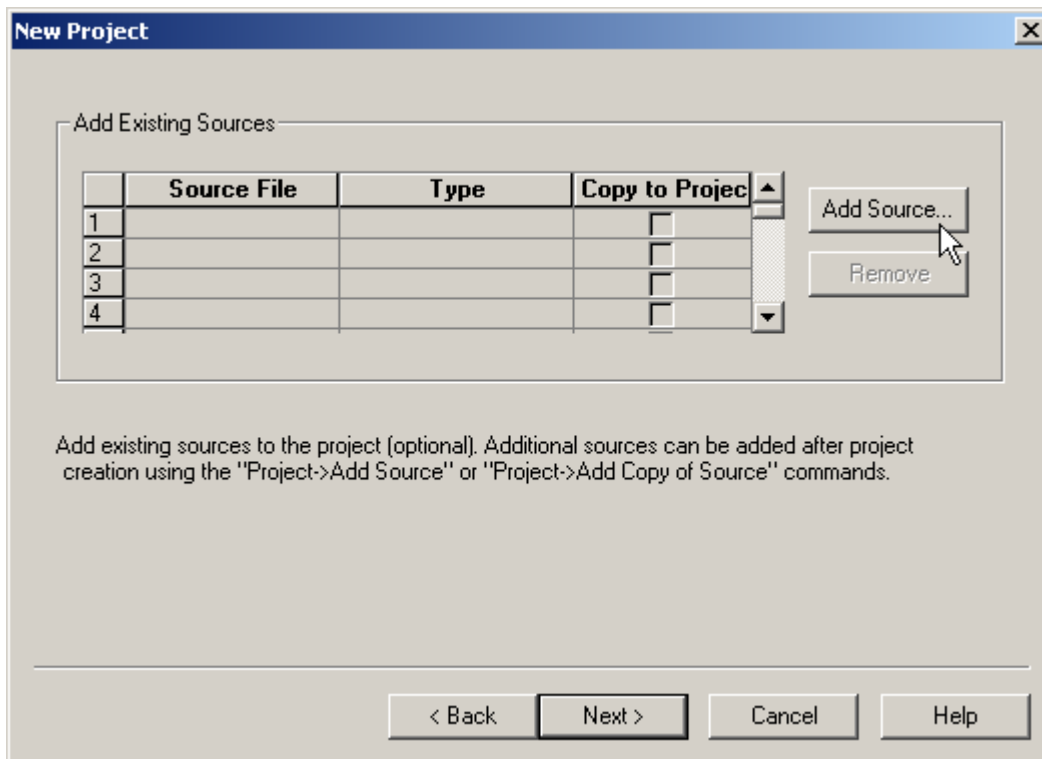 New Project
Add Existing Sources
Source File Type Copy to Projec
1
2
3
4
Add Source...
Remove
Add existing sources to the project (optional). Additional sources can be added after project
creation using the "Project->Add Source" or "Project->Add Copy of Source" commands.
< Back Next > Cancel Help